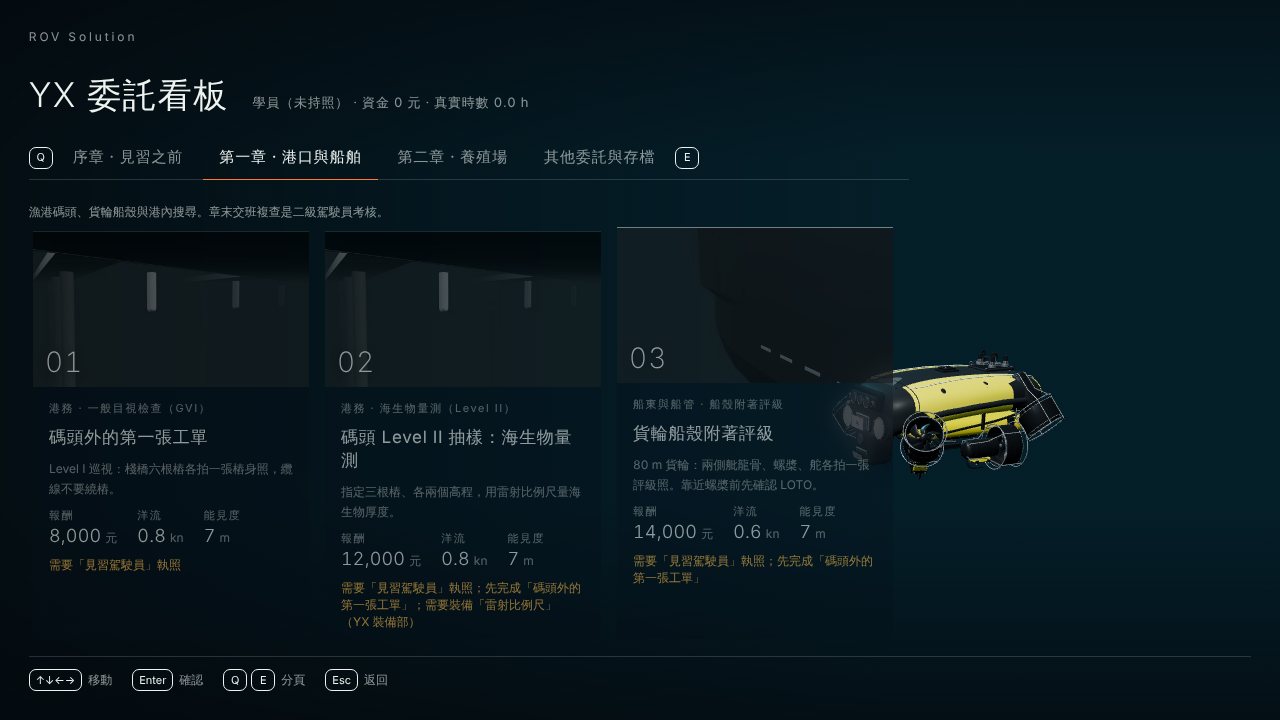 ROV Solution
YX 委託看板
學員（未持照） · 資金 0 元 · 真實時數 0.0 h
Q 序章 · 見習之前 第一章 · 港口與船舶 第二章 · 養殖場 其他委託與存檔 E
漁港碼頭、貨輪船殼與港內搜尋。章末交班複查是二級駕駛員考核。
01
港務 · 一般目視檢查（GVI）
碼頭外的第一張工單
Level I 巡視：棧橋六根樁各拍一張樁身照，纜
線不要繞樁。
報酬 洋流 能見度
8,000 元 0.8 kn 7 m
需要「見習駕駛員」執照
02
港務 · 海生物量測（Level II）
碼頭 Level II 抽樣：海生物量
測
指定三根樁、各兩個高程，用雷射比例尺量海
生物厚度。
報酬 洋流 能見度
12,000 元 0.8 kn 7 m
需要「見習駕駛員」執照；先完成「碼頭外的
第一張工單」；需要裝備「雷射比例尺」
（YX 裝備部）
03
船東與船管 · 船殼附著評級
貨輪船殼附著評級
80 m 貨輪：兩側舭龍骨、螺槳、舵各拍一張
評級照。靠近螺槳前先確認 LOTO。
報酬 洋流 能見度
14,000 元 0.6 kn 7 m
需要「見習駕駛員」執照；先完成「碼頭外的
第一張工單」
↑↓←→ 移動 Enter 確認 Q E 分頁 Esc 返回